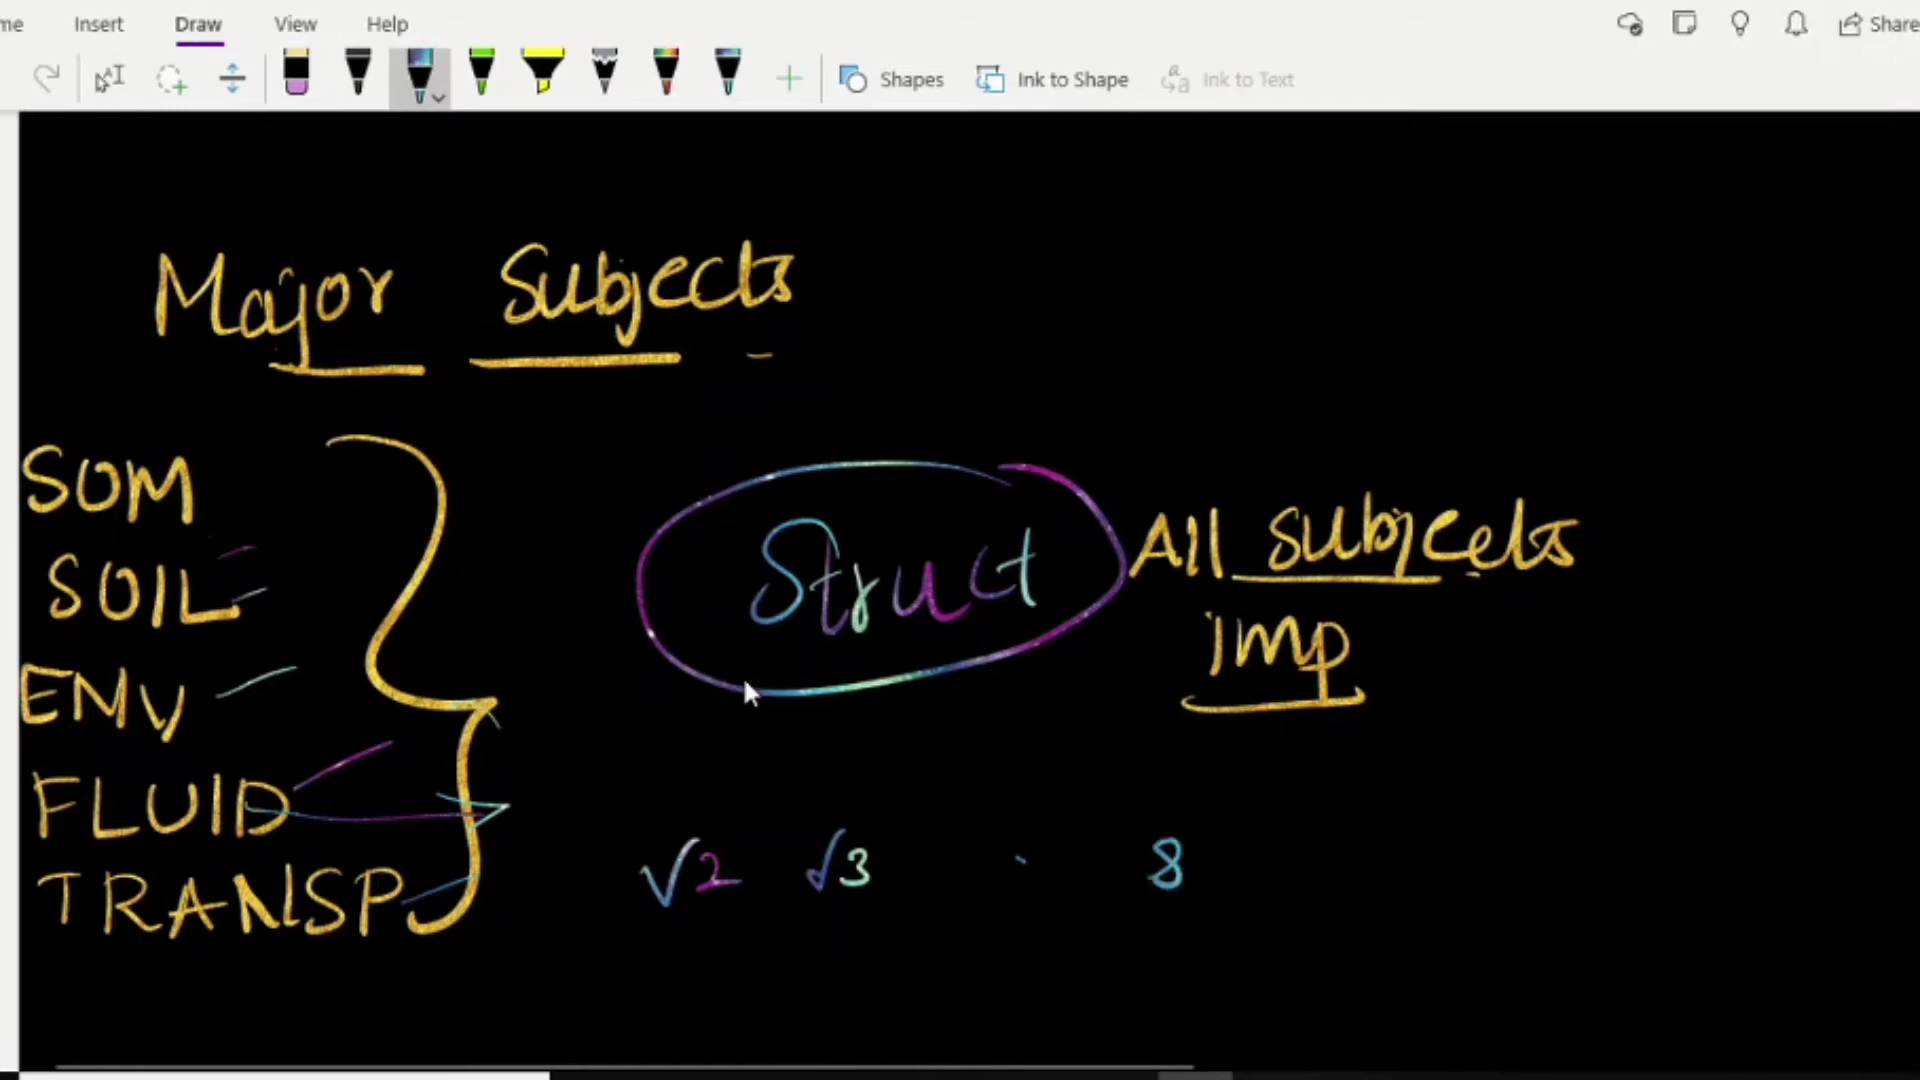 me Insert Draw View Help Share
Shapes Ink to Shape Ink to Text
Major Subjects
SOM
SOIL
ENV
FLUID
TRANSP
Struct
All subjects
imp
√2 √3 8